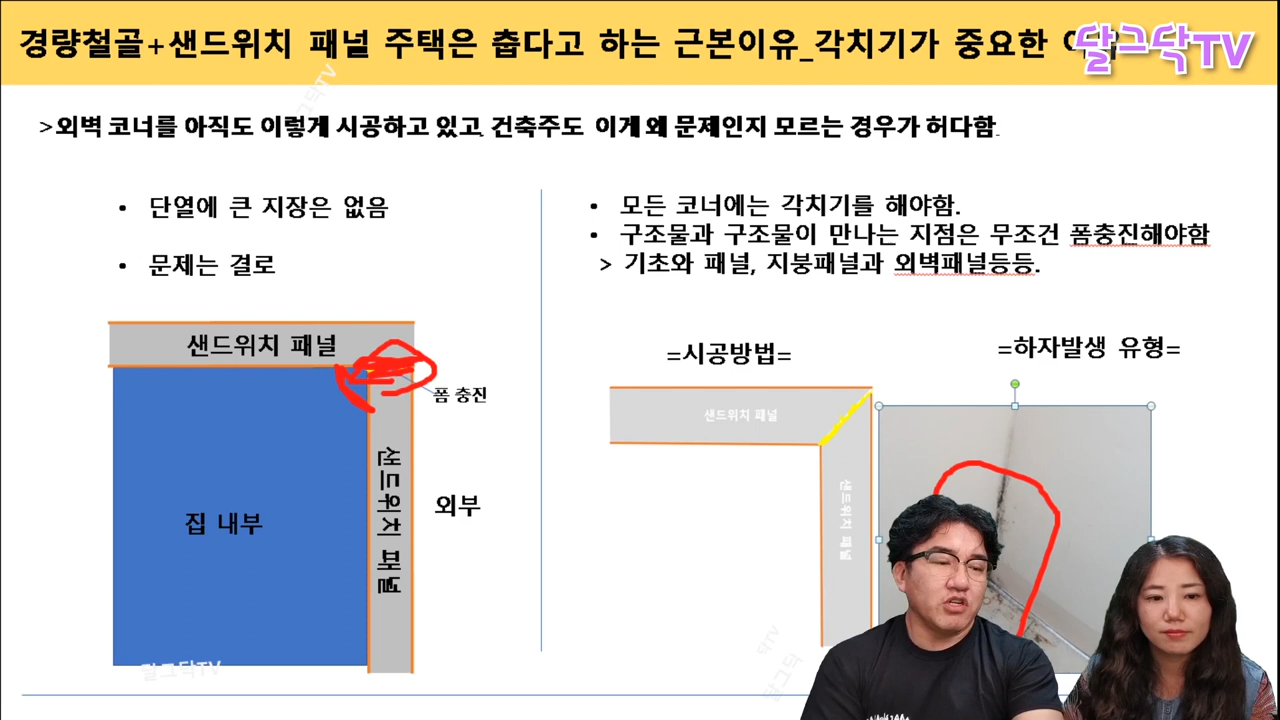 경량철골+샌드위치 패널 주택은 춥다고 하는 근본이유_각치기가 중요한
달그닥TV
>외벽 코너를 아직도 이렇게 시공하고 있고, 건축주도 이게 왜 문제인지 모르는 경우가 허다함.
• 단열에 큰 지장은 없음
• 문제는 결로
샌드위치 패널
폼 충진
샌드위치 패널
집 내부
외부
달그닥TV
• 모든 코너에는 각치기를 해야함.
• 구조물과 구조물이 만나는 지점은 무조건 폼충진해야함
> 기초와 패널, 지붕패널과 외벽패널등등.
=시공방법=
=하자발생 유형=
샌드위치 패널
샌드위치 패널